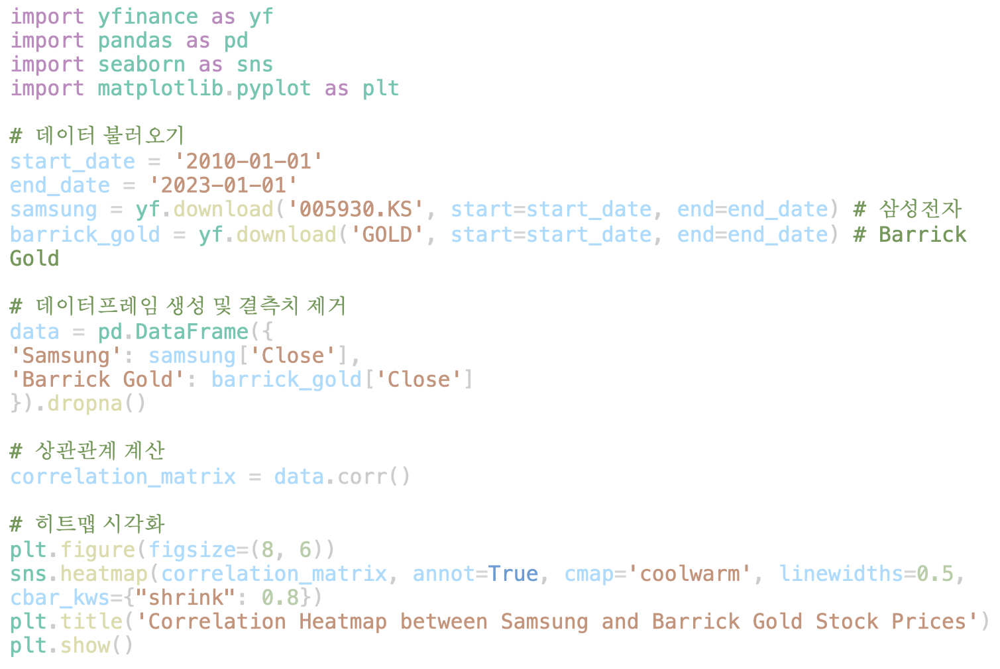 import yfinance as yf
import pandas as pd
import seaborn as sns
import matplotlib.pyplot as plt

# 데이터 불러오기
start_date = '2010-01-01'
end_date = '2023-01-01'
samsung = yf.download('005930.KS', start=start_date, end=end_date) # 삼성전자
barrick_gold = yf.download('GOLD', start=start_date, end=end_date) # Barrick
Gold

# 데이터프레임 생성 및 결측치 제거
data = pd.DataFrame({
'Samsung': samsung['Close'],
'Barrick Gold': barrick_gold['Close']
}).dropna()

# 상관관계 계산
correlation_matrix = data.corr()

# 히트맵 시각화
plt.figure(figsize=(8, 6))
sns.heatmap(correlation_matrix, annot=True, cmap='coolwarm', linewidths=0.5,
cbar_kws={"shrink": 0.8})
plt.title('Correlation Heatmap between Samsung and Barrick Gold Stock Prices')
plt.show()